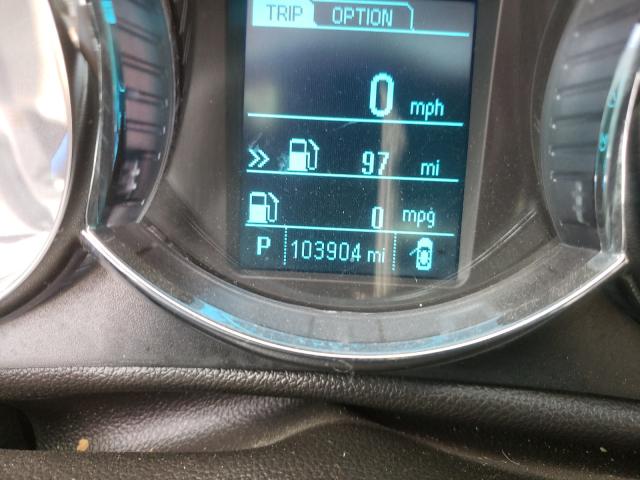 TRIP OPTION
0 mph
97 mi
0 mpg
P 103904 mi